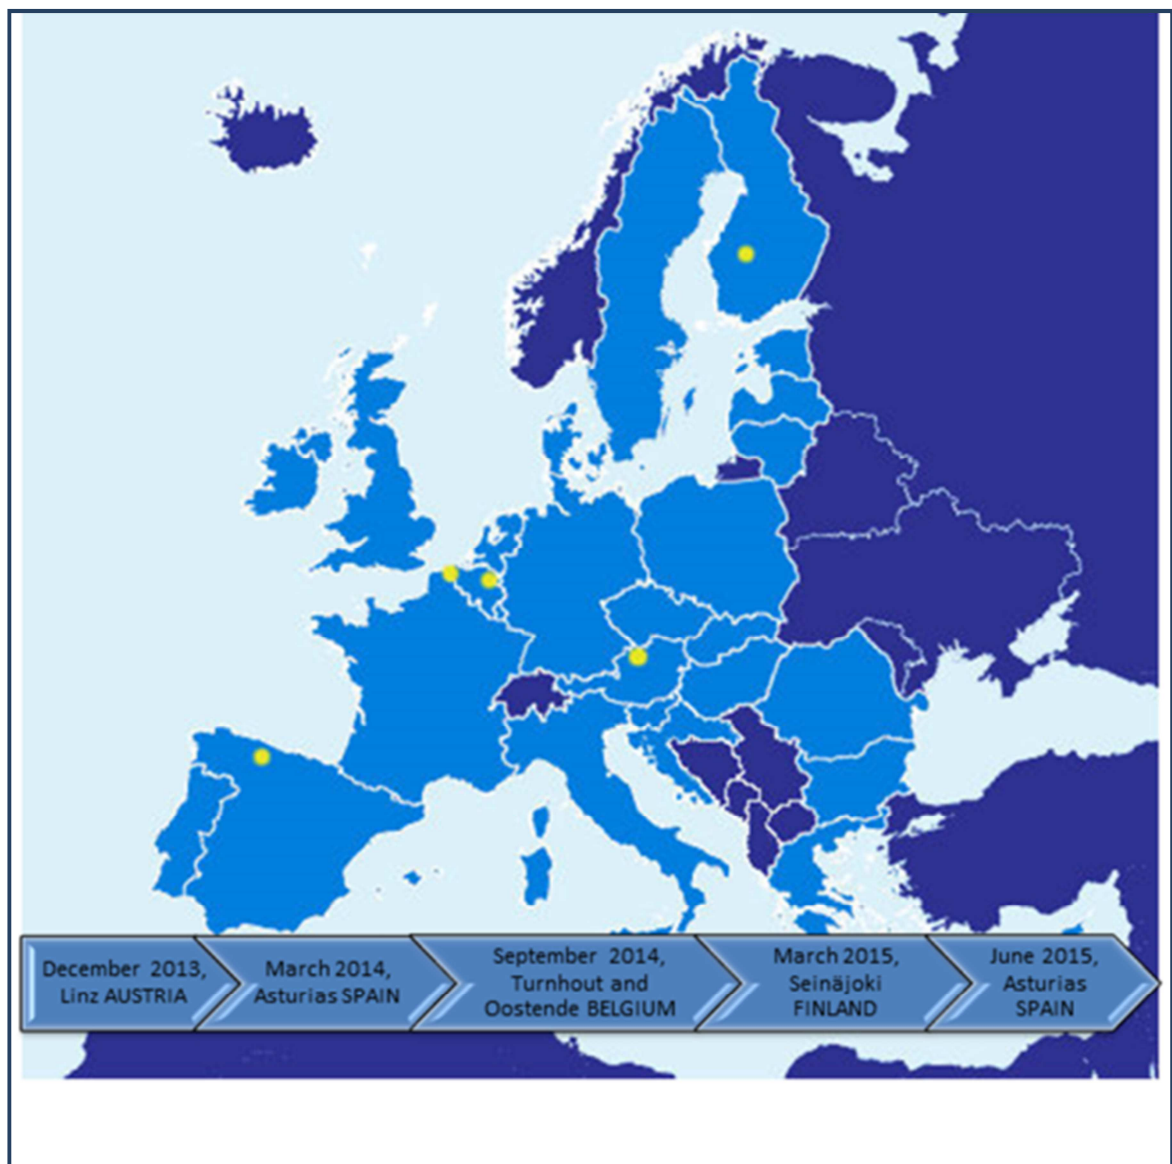 December 2013,
Linz AUSTRIA
March 2014,
Asturias SPAIN
September 2014,
Turnhout and
Oostende BELGIUM
March 2015,
Seinäjoki
FINLAND
June 2015,
Asturias
SPAIN